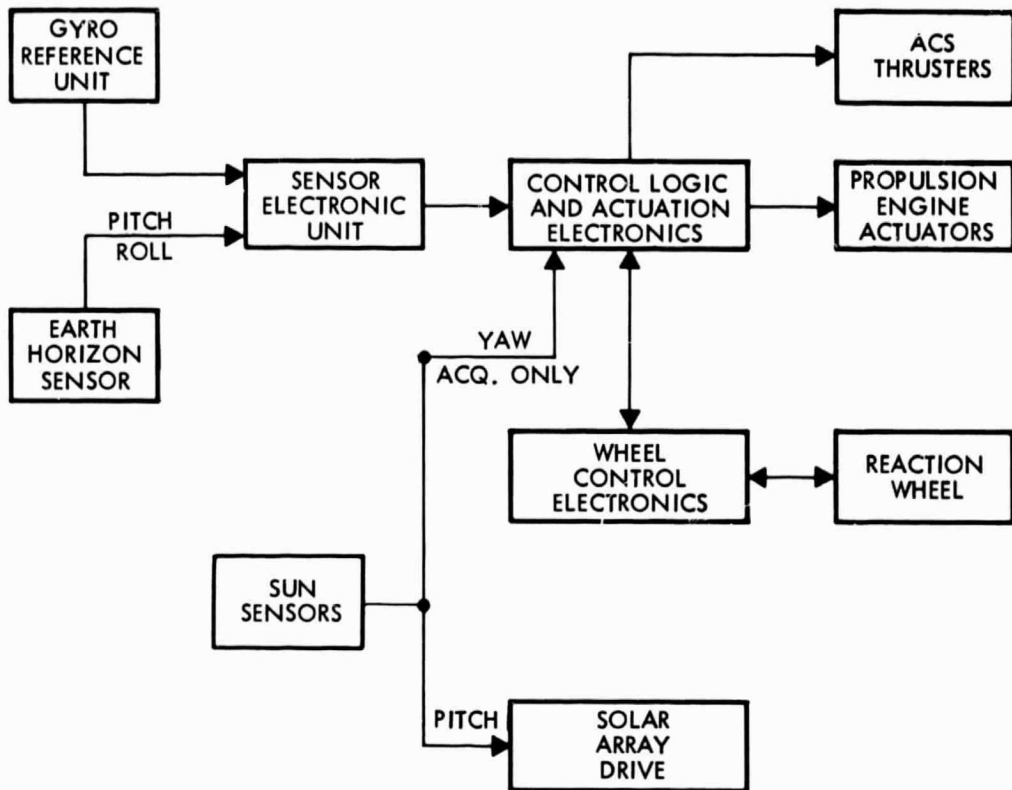 GYRO
REFERENCE
UNIT
ACS
THRUSTERS
SENSOR
ELECTRONIC
UNIT
CONTROL LOGIC
AND ACTUATION
ELECTRONICS
PROPULSION
ENGINE
ACTUATORS
PITCH
ROLL
EARTH
HORIZON
SENSOR
YAW
ACQ. ONLY
WHEEL
CONTROL
ELECTRONICS
REACTION
WHEEL
SUN
SENSORS
PITCH
SOLAR
ARRAY
DRIVE